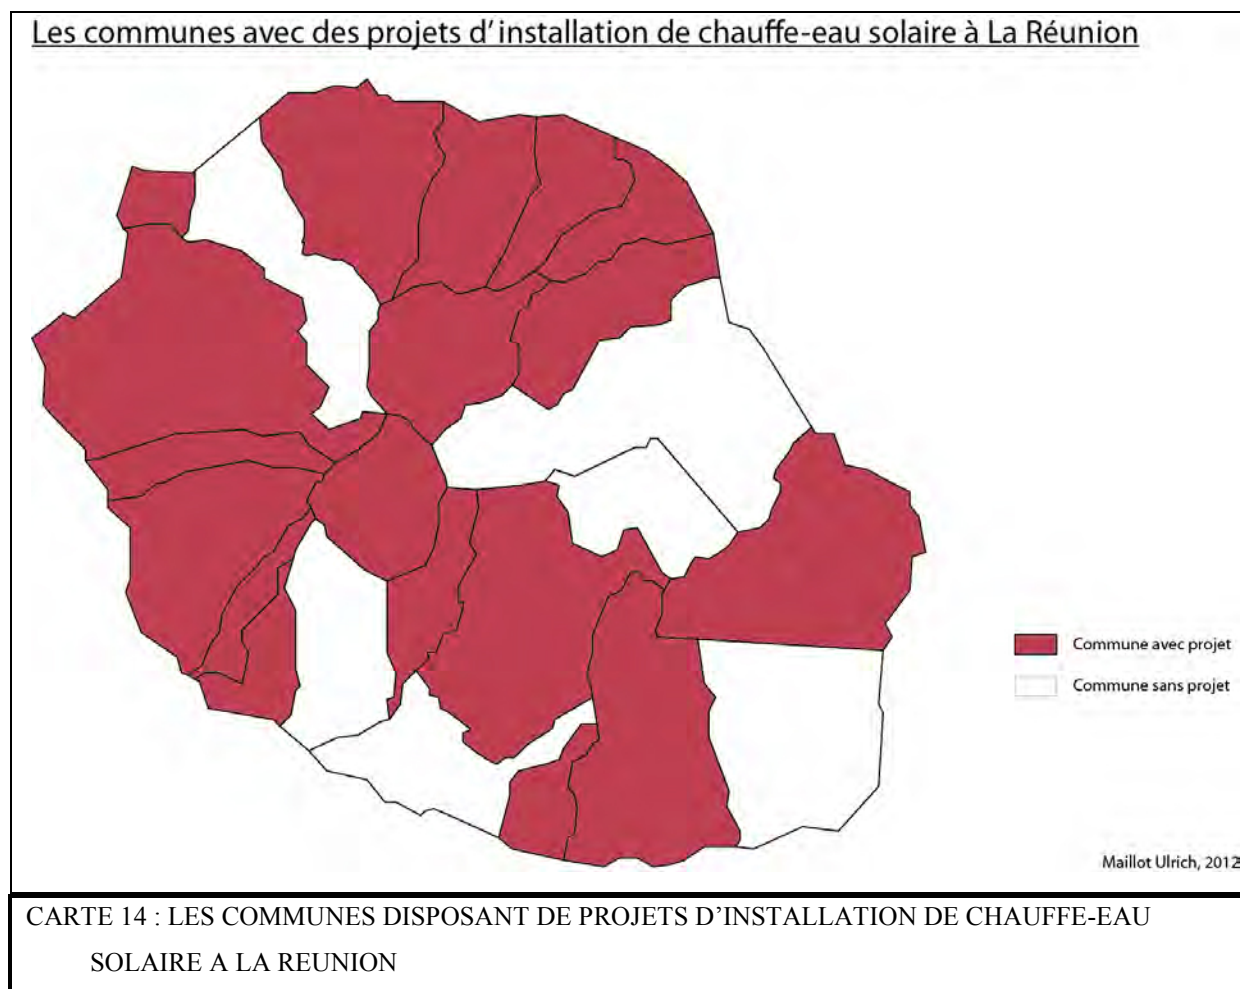 Les communes avec des projets d'installation de chauffe-eau solaire à La Réunion
Commune avec projet
Commune sans projet
Maillot Ulrich, 2012
CARTE 14 : LES COMMUNES DISPOSANT DE PROJETS D'INSTALLATION DE CHAUFFE-EAU
SOLAIRE A LA REUNION